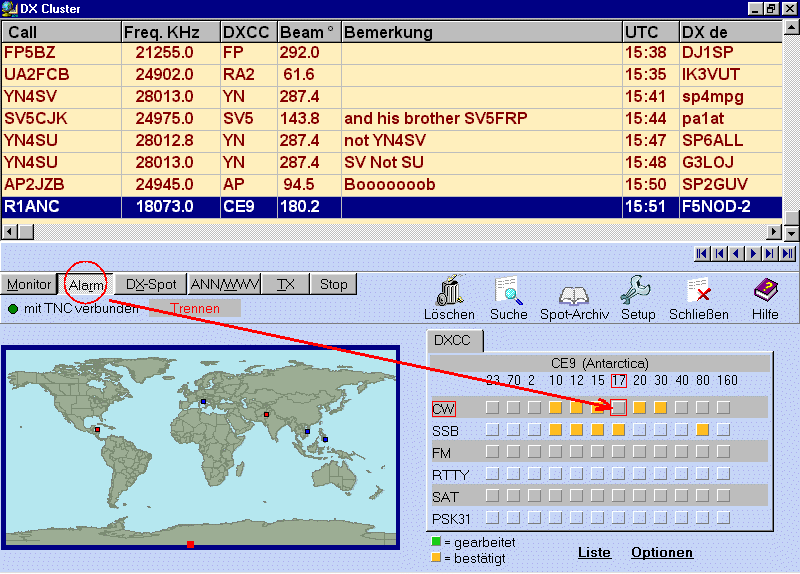 DX Cluster
Call Freq. KHz DXCC Beam ° Bemerkung UTC DX de
FP5BZ 21255.0 FP 292.0 15:38 DJ1SP
UA2FCB 24902.0 RA2 61.6 15:35 IK3VUT
YN4SV 28013.0 YN 287.4 15:41 sp4mpg
SV5CJK 24975.0 SV5 143.8 and his brother SV5FRP 15:44 pa1at
YN4SU 28012.8 YN 287.4 not YN4SV 15:47 SP6ALL
YN4SU 28013.0 YN 287.4 SV Not SU 15:48 G3LOJ
AP2JZB 24945.0 AP 94.5 Booooooob 15:50 SP2GUV
R1ANC 18073.0 CE9 180.2 15:51 F5NOD-2
Monitor Alarm DX-Spot ANN/WWV TX Stop
mit TNC verbunden Trennen
Löschen Suche Spot-Archiv Setup Schließen Hilfe
DXCC
CE9 (Antarctica)
23 70 2 10 12 15 17 20 30 40 80 160
CW
SSB
FM
RTTY
SAT
PSK31
= gearbeitet
= bestätigt
Liste Optionen